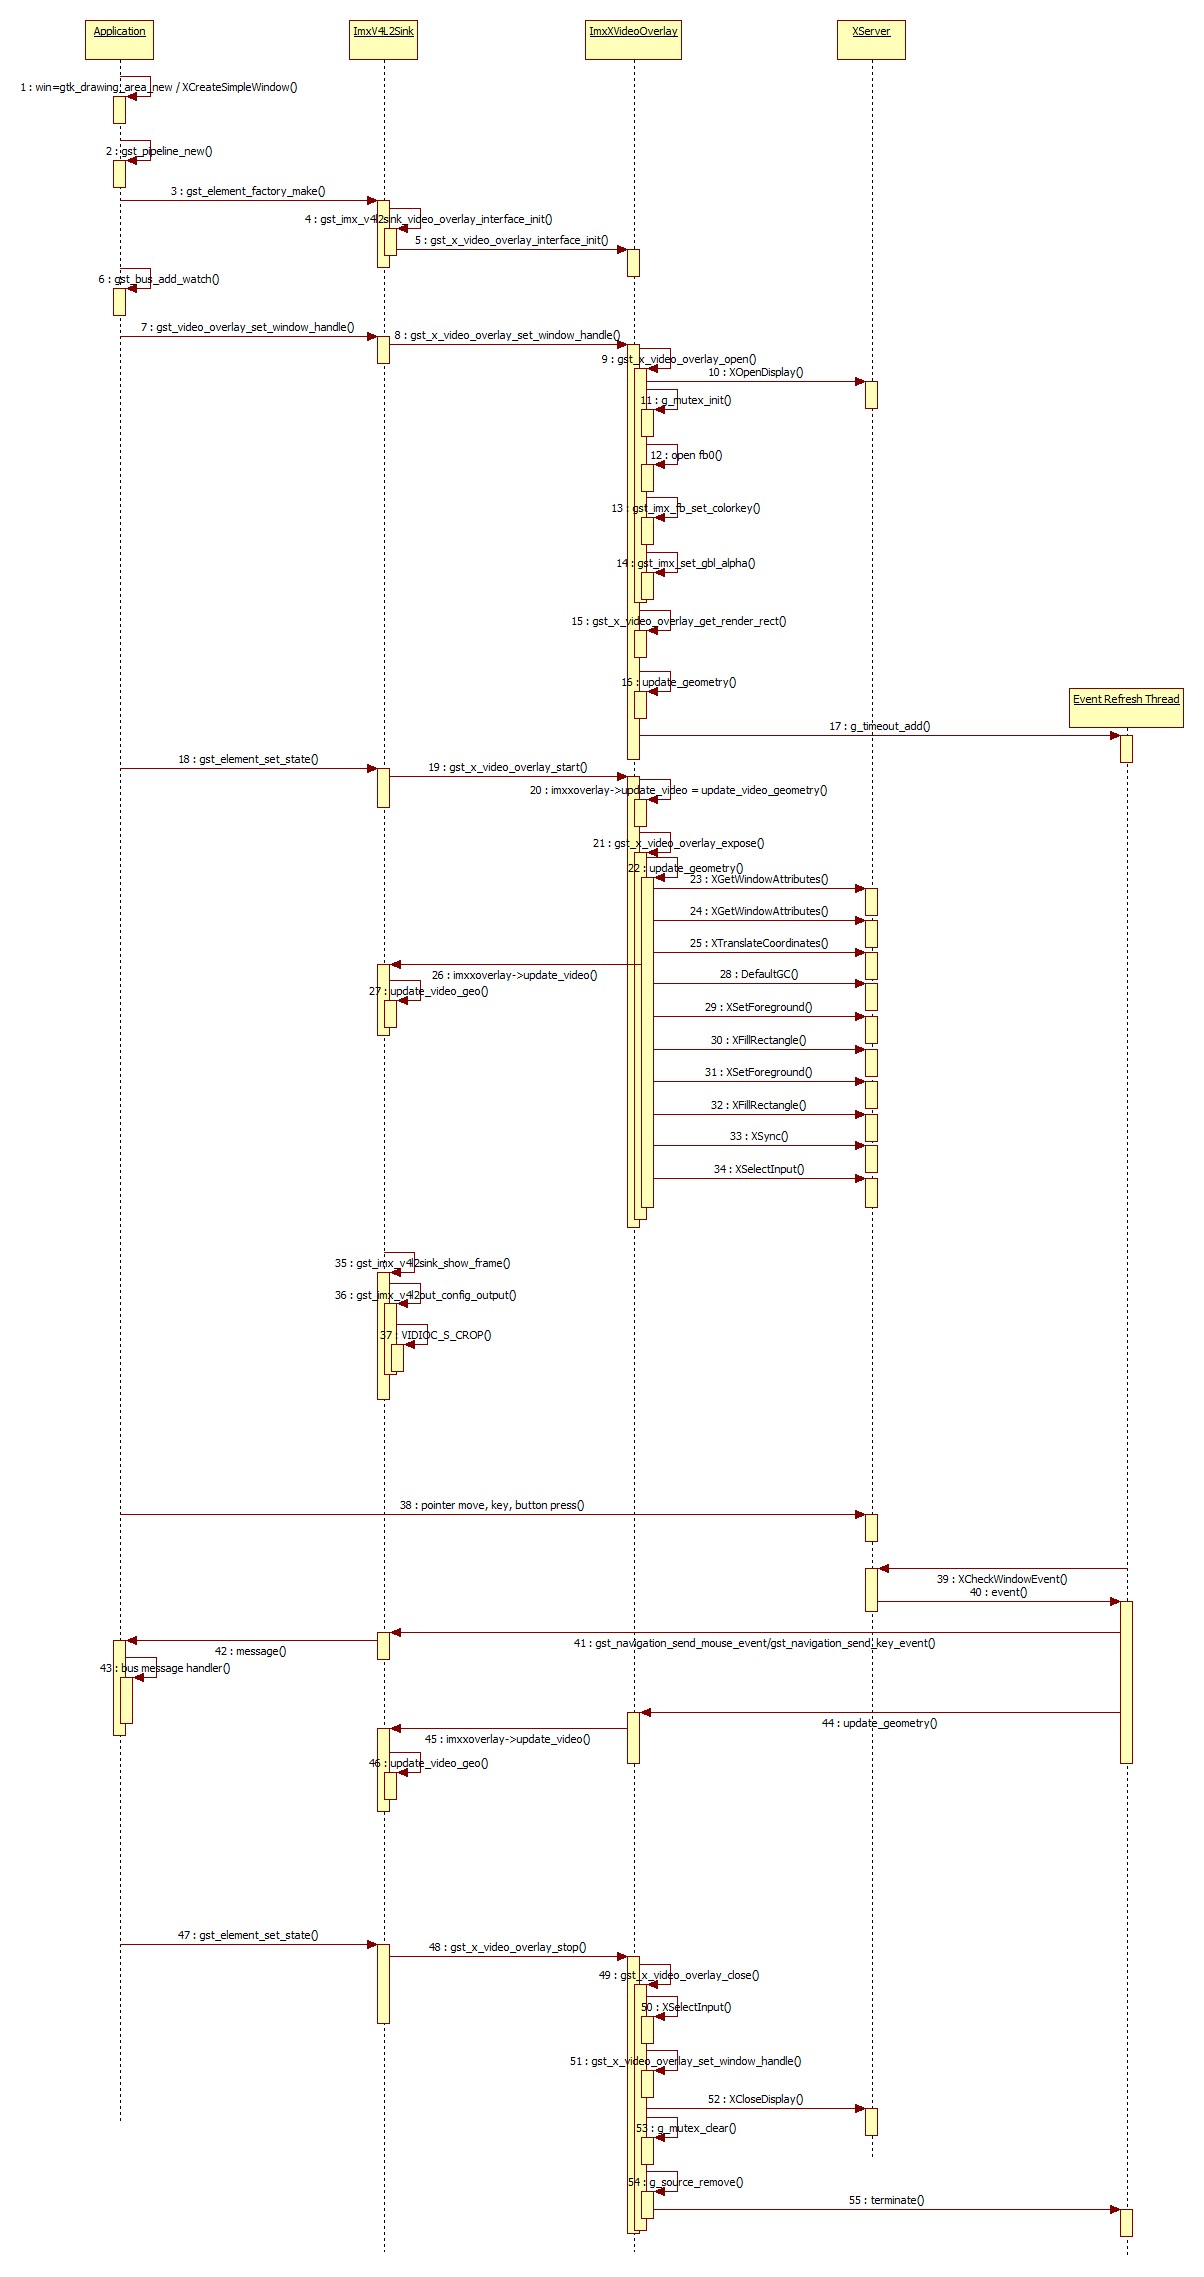 Application
ImxV4L2Sink
ImxXVideoOverlay
XServer
1 : win=gtk_drawing_area_new / XCreateSimpleWindow()
2 : gst_pipeline_new()
3 : gst_element_factory_make()
4 : gst_imx_v4l2sink_video_overlay_interface_init()
5 : gst_x_video_overlay_interface_init()
6 : gst_bus_add_watch()
7 : gst_video_overlay_set_window_handle()
8 : gst_x_video_overlay_set_window_handle()
9 : gst_x_video_overlay_open()
10 : XOpenDisplay()
11 : g_mutex_init()
12 : open fb0()
13 : gst_imx_fb_set_colorkey()
14 : gst_imx_set_gbl_alpha()
15 : gst_x_video_overlay_get_render_rect()
16 : update_geometry()
Event Refresh Thread
17 : g_timeout_add()
18 : gst_element_set_state()
19 : gst_x_video_overlay_start()
20 : imxxoverlay->update_video = update_video_geometry()
21 : gst_x_video_overlay_expose()
22 : update_geometry()
23 : XGetWindowAttributes()
24 : XGetWindowAttributes()
25 : XTranslateCoordinates()
26 : imxxoverlay->update_video()
28 : DefaultGC()
27 : update_video_geo()
29 : XSetForeground()
30 : XFillRectangle()
31 : XSetForeground()
32 : XFillRectangle()
33 : XSync()
34 : XSelectInput()
35 : gst_imx_v4l2sink_show_frame()
36 : gst_imx_v4l2out_config_output()
37 : VIDIOC_S_CROP()
38 : pointer move, key, button press()
39 : XCheckWindowEvent()
40 : event()
41 : gst_navigation_send_mouse_event/gst_navigation_send_key_event()
42 : message()
43 : bus message handler()
44 : update_geometry()
45 : imxxoverlay->update_video()
46 : update_video_geo()
47 : gst_element_set_state()
48 : gst_x_video_overlay_stop()
49 : gst_x_video_overlay_close()
50 : XSelectInput()
51 : gst_x_video_overlay_set_window_handle()
52 : XCloseDisplay()
53 : g_mutex_clear()
54 : g_source_remove()
55 : terminate()